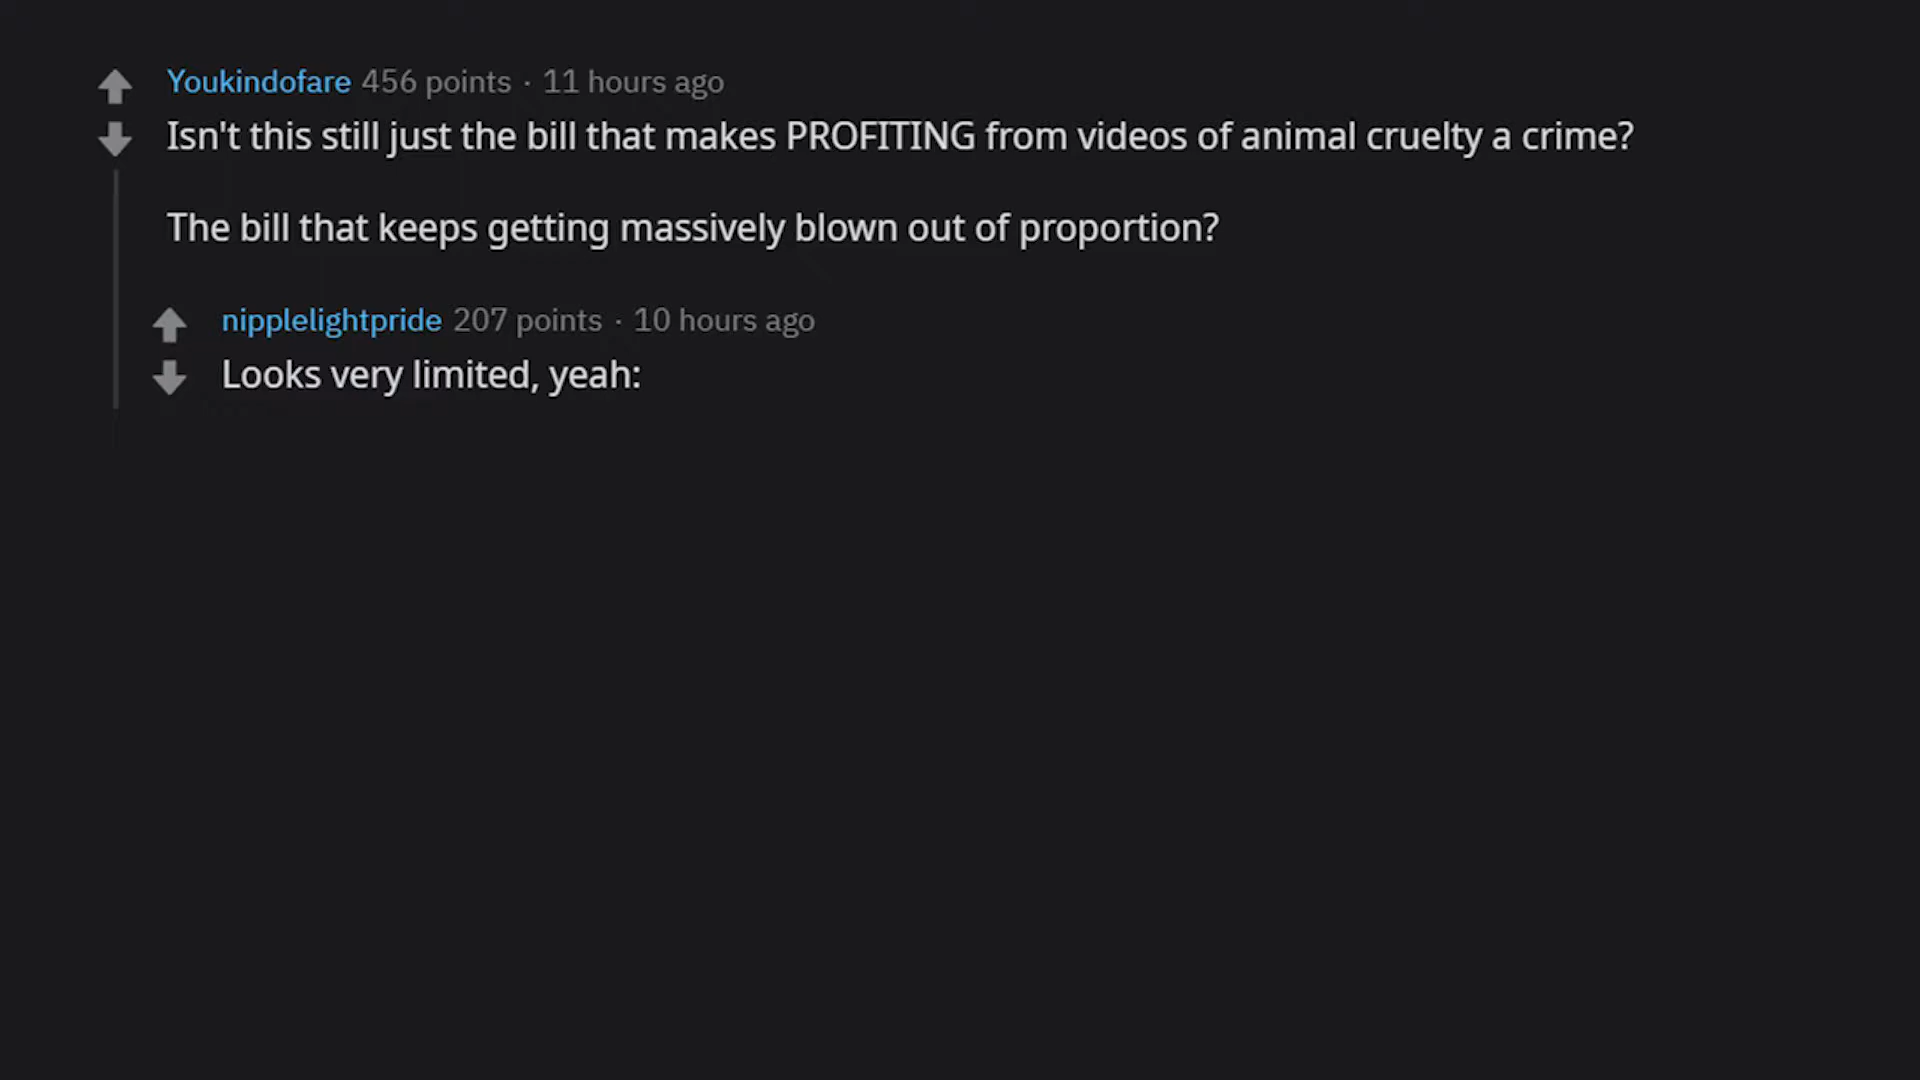 Youkindofare 456 points · 11 hours ago
Isn't this still just the bill that makes PROFITING from videos of animal cruelty a crime?
The bill that keeps getting massively blown out of proportion?
nipplelightpride 207 points · 10 hours ago
Looks very limited, yeah: